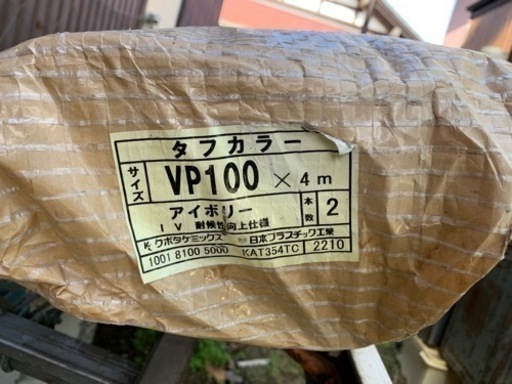 タフカラー
サイズ
VP100 × 4m
アイボリー
IV 耐候性向上仕様
本数
2
クボタケミックス 日本プラスチック工業
1001 8100 5000 KAT354TC 2210